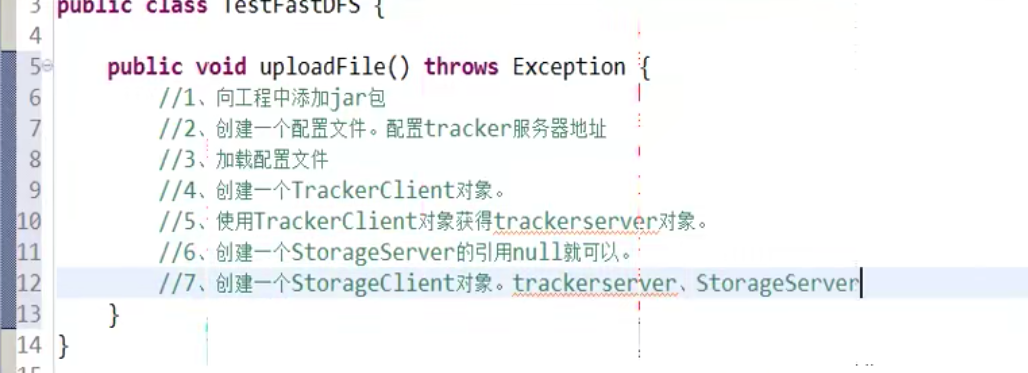 3 public class TestFastDFS {
4
5 public void uploadFile() throws Exception {
6 //1、向工程中添加jar包
7 //2、创建一个配置文件。配置tracker服务器地址
8 //3、加载配置文件
9 //4、创建一个TrackerClient对象。
10 //5、使用TrackerClient对象获得trackerserver对象。
11 //6、创建一个StorageServer的引用null就可以。
12 //7、创建一个StorageClient对象。trackerserver、StorageServer
13 }
14 }
15